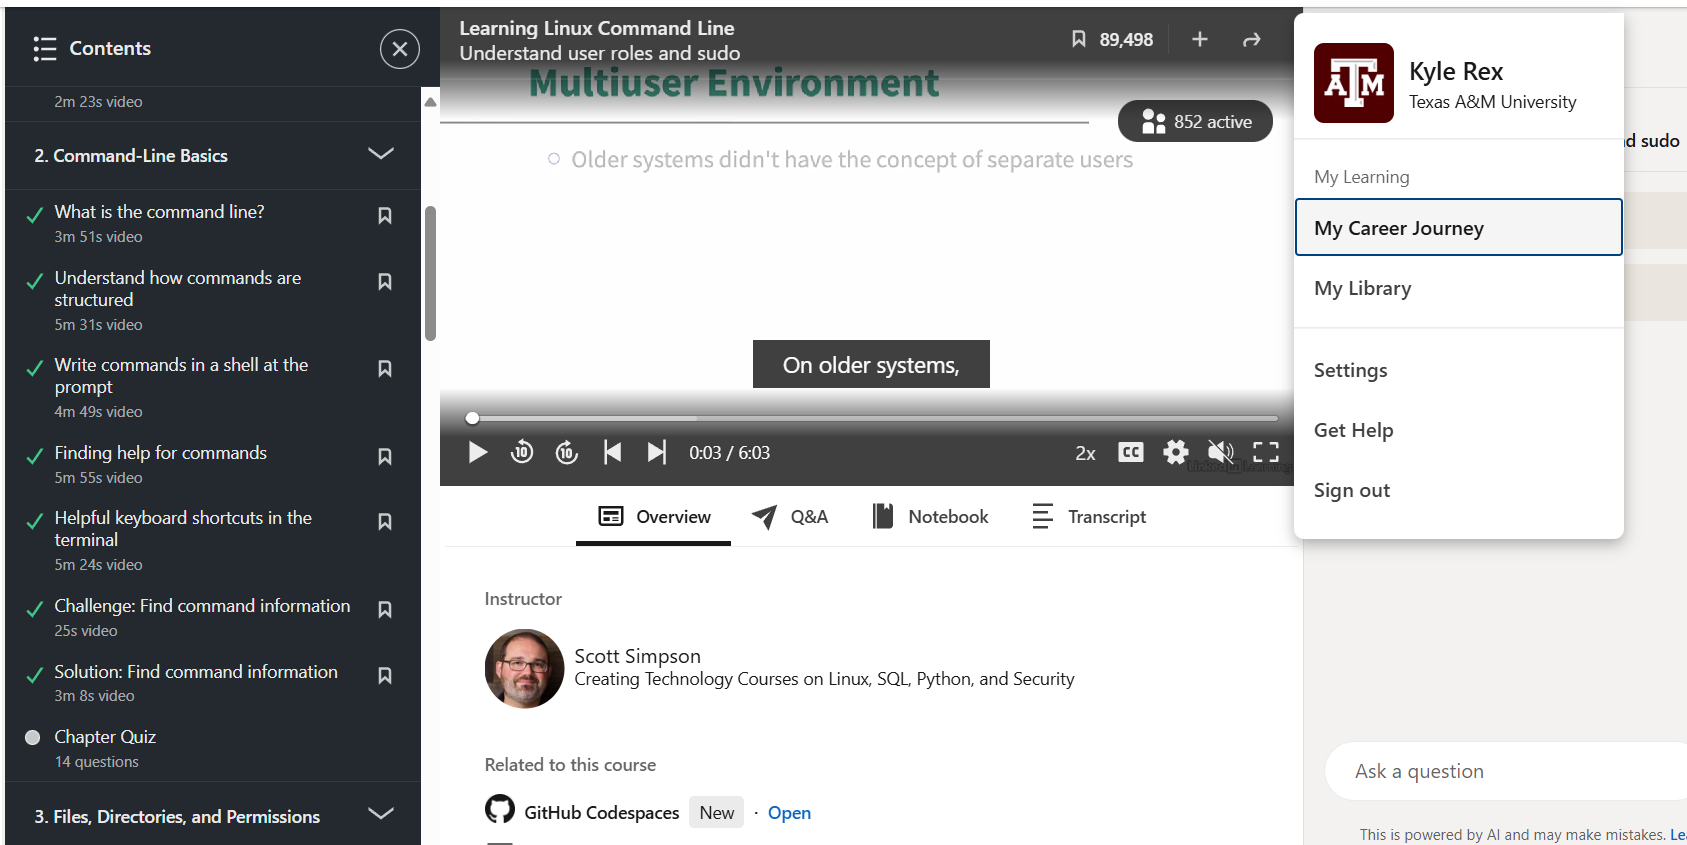 Contents
2m 23s video
2. Command-Line Basics
What is the command line?
3m 51s video
Understand how commands are
structured
5m 31s video
Write commands in a shell at the
prompt
4m 49s video
Finding help for commands
5m 55s video
Helpful keyboard shortcuts in the
terminal
5m 24s video
Challenge: Find command information
25s video
Solution: Find command information
3m 8s video
Chapter Quiz
14 questions
3. Files, Directories, and Permissions
Learning Linux Command Line
Understand user roles and sudo
89,498
Multiuser Environment
852 active
Older systems didn't have the concept of separate users
On older systems,
10
10
0:03 / 6:03
2x
CC
LinkedIn Learning
Overview
Q&A
Notebook
Transcript
Instructor
Scott Simpson
Creating Technology Courses on Linux, SQL, Python, and Security
Related to this course
GitHub Codespaces
New
· Open
ATM
Kyle Rex
Texas A&M University
My Learning
My Career Journey
My Library
Settings
Get Help
Sign out
d sudo
Ask a question
This is powered by AI and may make mistakes. Le